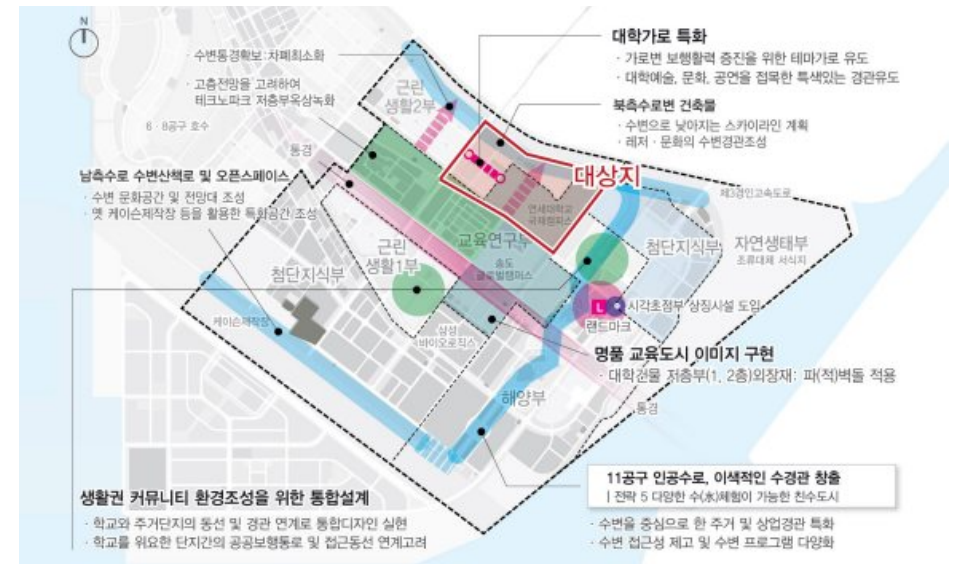 N
대학가로 특화
· 가로변 보행활력 증진을 위한 테마가로 유도
· 대학예술, 문화, 공연을 접목한 특색있는 경관유도
· 수변통경확보: 차폐최소화
· 고층전망을 고려하여
테크노파크 저층부옥상녹화
근린
생활2부
북측수로변 건축물
· 수변으로 낮아지는 스카이라인 계획
· 레저 · 문화의 수변경관조성
6 · 8공구 호수
통경
대상지
남측수로 수변산책로 및 오픈스페이스
· 수변 문화공간 및 전망대 조성
· 옛 케이슨제작장 등을 활용한 특화공간 조성
제3경인고속도로
연세대학교
국제캠퍼스
교육연구부
송도
글로벌캠퍼스
근린
생활1부
첨단지식부
첨단지식부
자연생태부
조류대체 서식지
케이슨제작장
삼성
바이오로직스
L
시각초점부 상징시설 도입
랜드마크
명품 교육도시 이미지 구현
· 대학건물 저층부(1, 2층)외장재: 파(적)벽돌 적용
해양부
통경
11공구 인공수로, 이색적인 수경관 창출
| 전략 5 다양한 수(水)체험이 가능한 친수도시
· 수변을 중심으로 한 주거 및 상업경관 특화
· 수변 접근성 제고 및 수변 프로그램 다양화
생활권 커뮤니티 환경조성을 위한 통합설계
· 학교와 주거단지의 동선 및 경관 연계로 통합디자인 실현
· 학교를 위요한 단지간의 공공보행통로 및 접근동선 연계고려